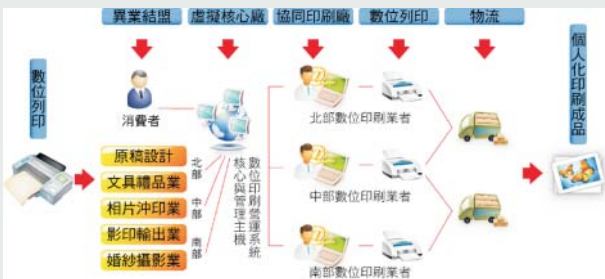 異業結盟
虛擬核心廠
協同印刷廠
數位列印
物流
數位列印
消費者
原稿設計
文具禮品業
相片沖印業
影印輸出業
婚紗攝影業
北部
中部
南部
數位印刷營運系統
核心與管理主機
北部數位印刷業者
中部數位印刷業者
南部數位印刷業者
個人化印刷成品